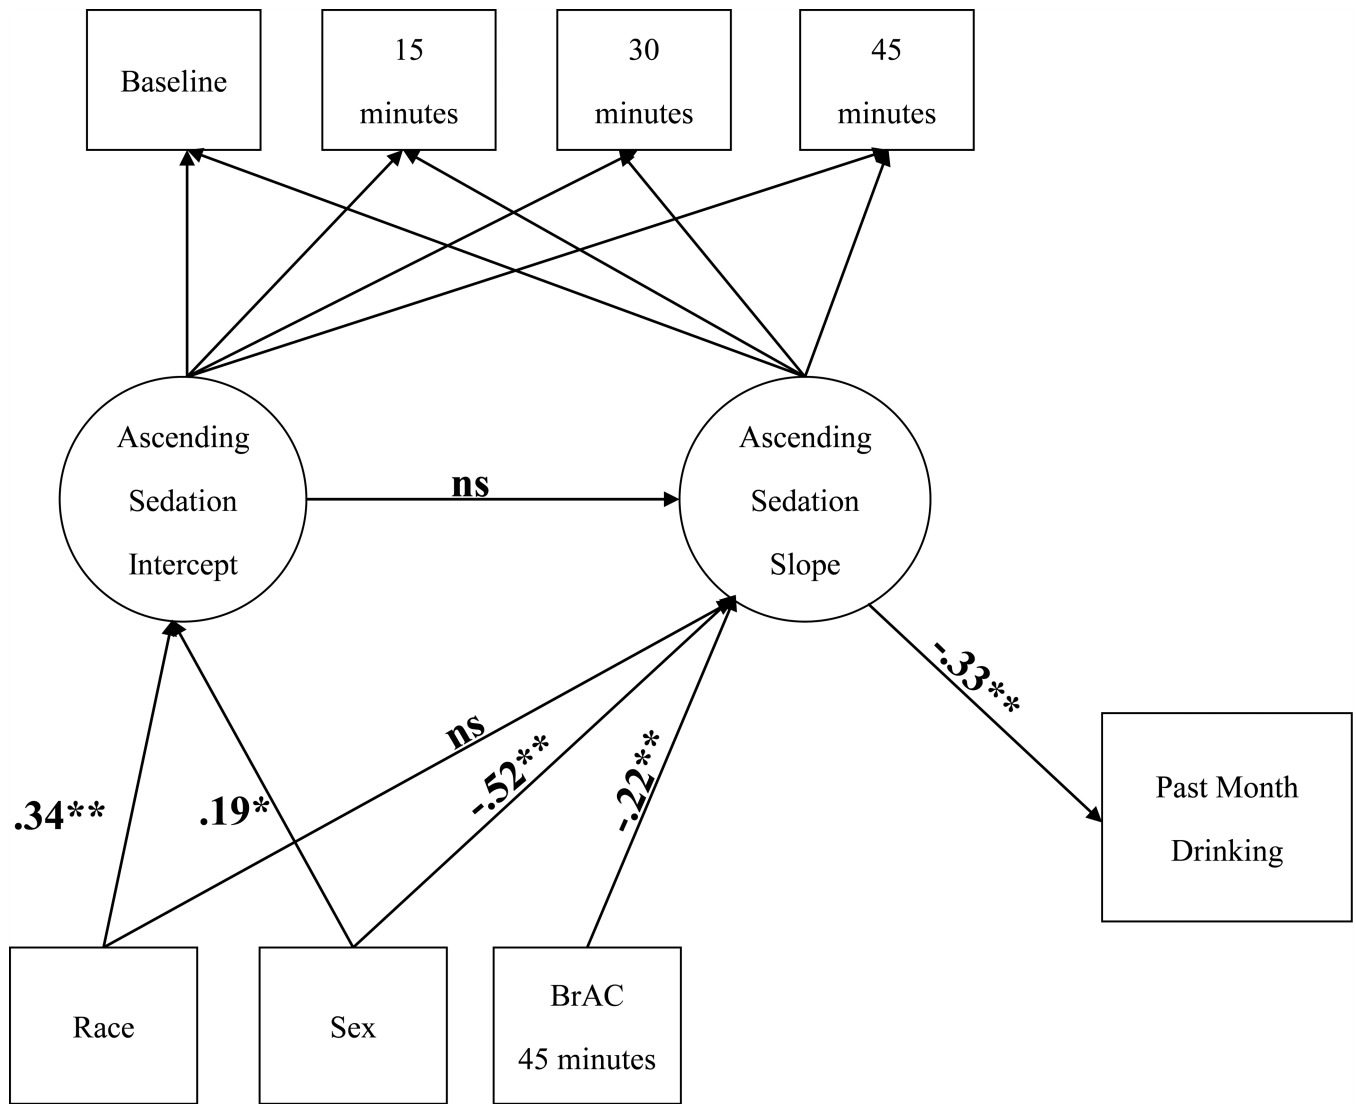 Baseline
15
minutes
30
minutes
45
minutes
Ascending
Sedation
Intercept
ns
Ascending
Sedation
Slope
-.33**
ns
-.52**
-.22**
.34**
.19*
Past Month
Drinking
Race
Sex
BrAC
45 minutes